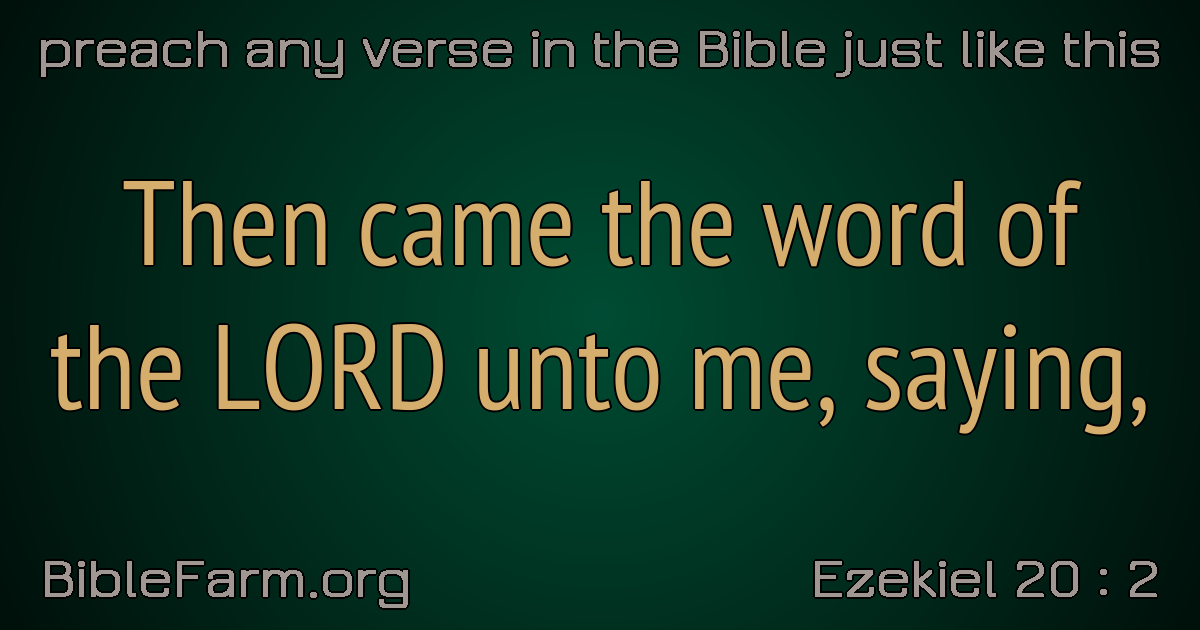 preach any verse in the Bible just like this
Then came the word of
the LORD unto me, saying,
BibleFarm.org
Ezekiel 20 : 2